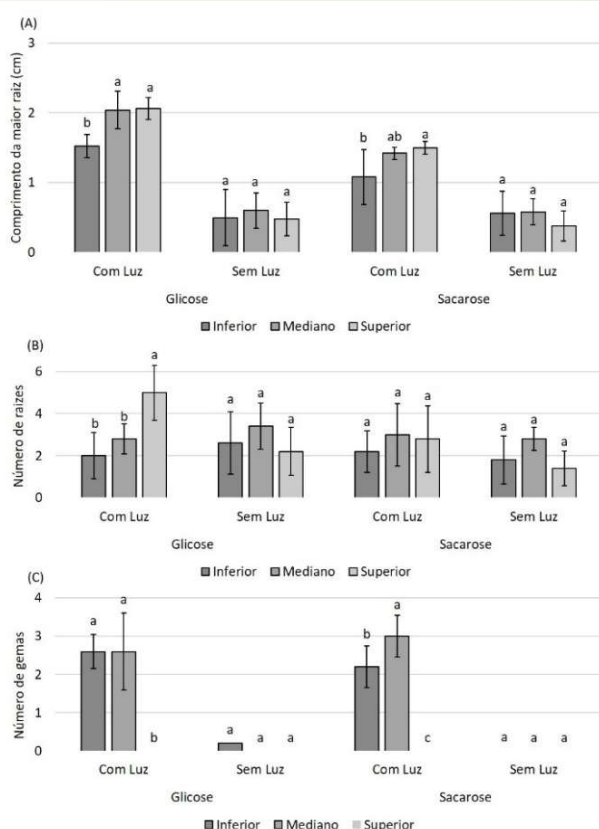 (A)
Comprimento da maior raiz (cm)
3
2
1
0
b a a
a a a
b ab a
a a a
Com Luz Sem Luz Com Luz Sem Luz
Glicose Sacarose
Inferior Mediano Superior
(B)
Número de raizes
6
4
2
0
b b a
a a a
a a a
a a a
Com Luz Sem Luz Com Luz Sem Luz
Glicose Sacarose
Inferior Mediano Superior
(C)
Número de gemas
4
3
2
1
0
a a b
a a a
b a c
a a a
Com Luz Sem Luz Com Luz Sem Luz
Glicose Sacarose
Inferior Mediano Superior